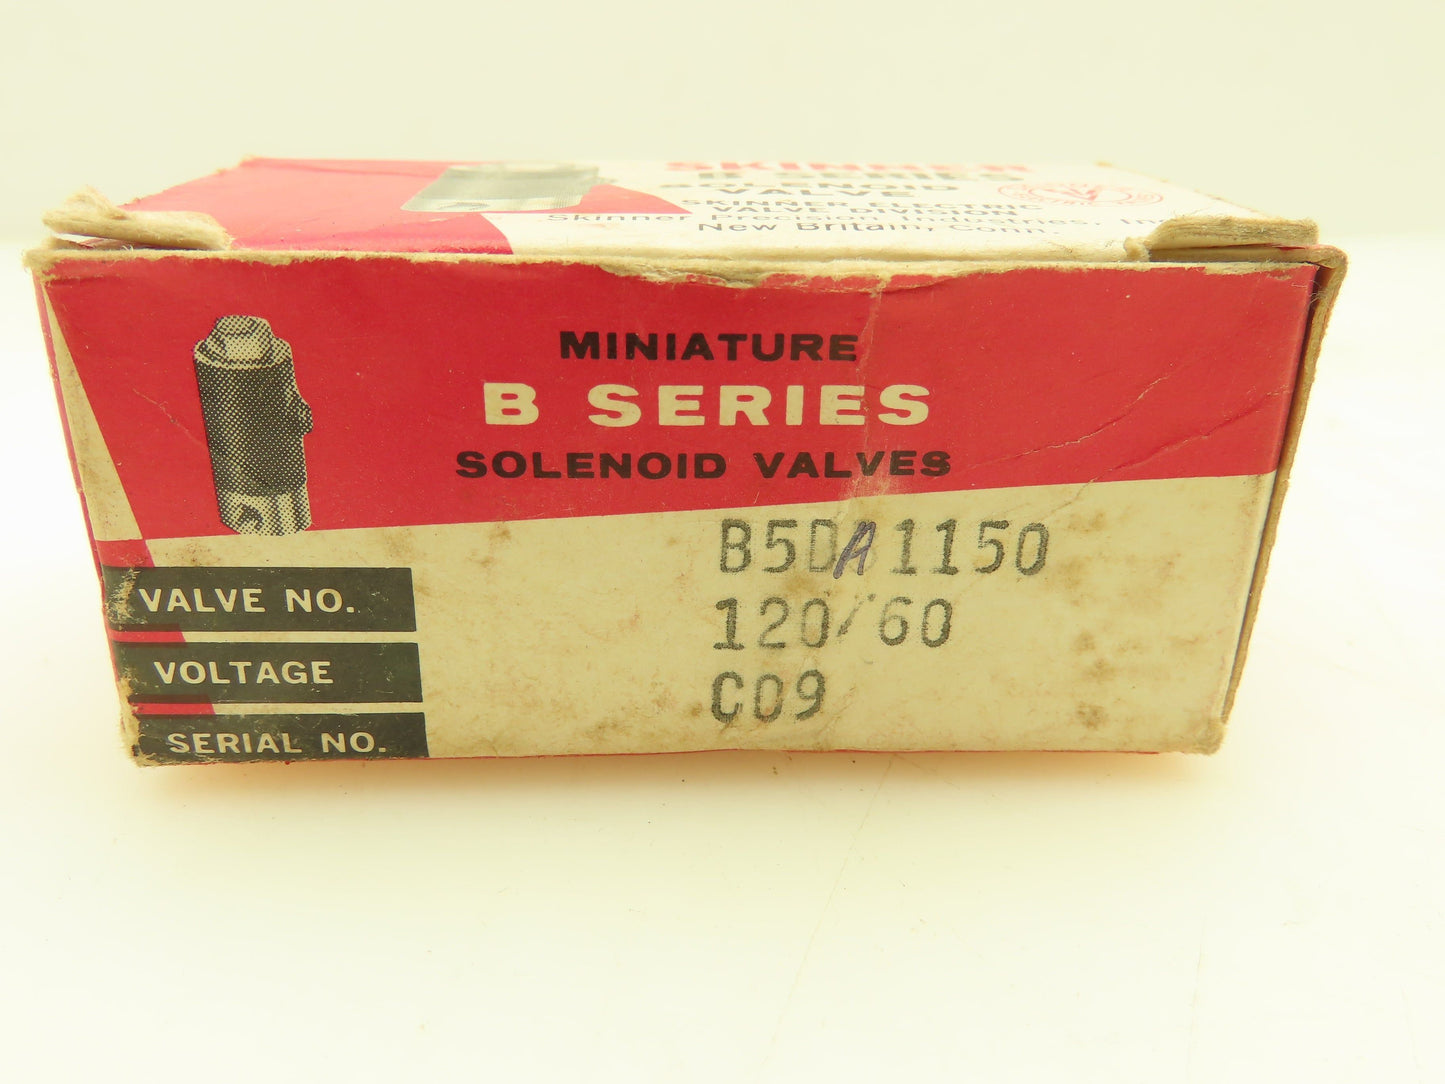 SKINNER
B SERIES
SOLENOID
VALVE
SKINNER ELECTRIC
VALVE DIVISION
Skinner Precision Industries, Inc.
New Britain, Conn.
MINIATURE
B SERIES
SOLENOID VALVES
VALVE NO. B5DA1150
VOLTAGE 120/60
SERIAL NO. C09